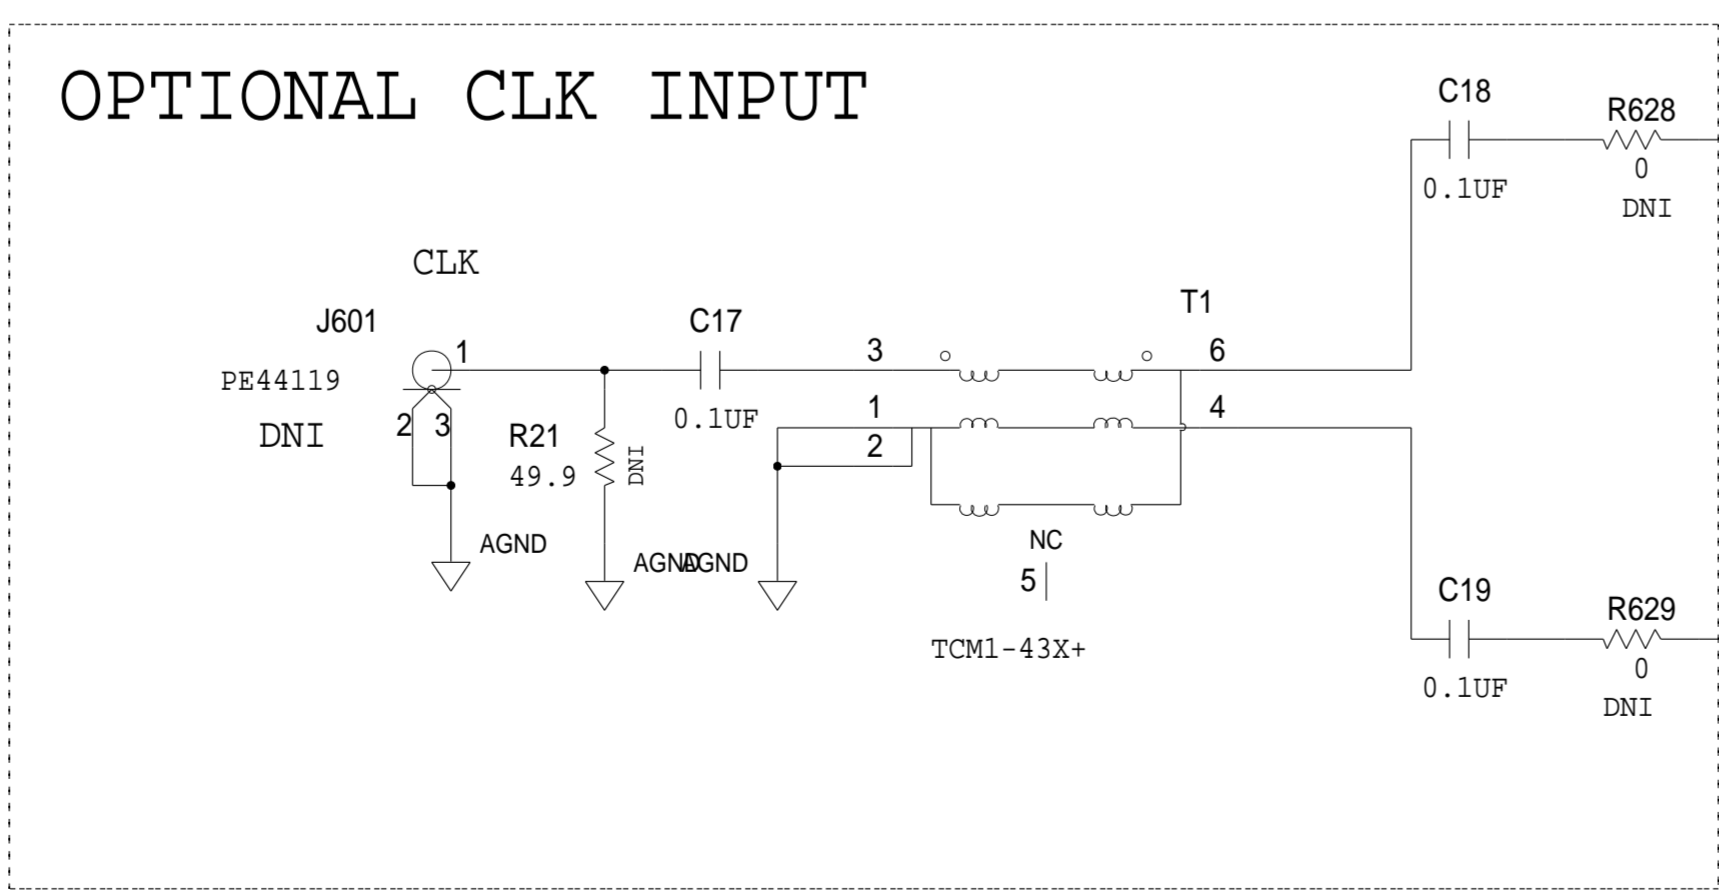 OPTIONAL CLK INPUT
C18
R628
0
0.1UF
DNI
CLK
J601
1
PE44119
DNI
2
3
AGND
R21
49.9
DNI
AGND
C17
0.1UF
AGND
T1
3
6
1
4
2
NC
5
TCM1-43X+
C19
R629
0
0.1UF
DNI